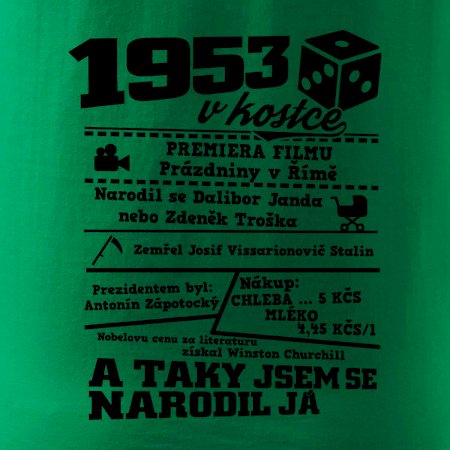 1953
v kostce
PREMIERA FILMU
Prázdniny v Římě
Narodil se Dalibor Janda
nebo Zdeněk Troška
Zemřel Josif Vissarionovič Stalin
Prezidentem byl:
Antonín Zápotocký
Nákup:
CHLEBA ... 5 KČS
MLÉKO
4,45 KČS/l
Nobelovu cenu za literaturu
získal Winston Churchill
A TAKY JSEM SE
NARODIL JÁ